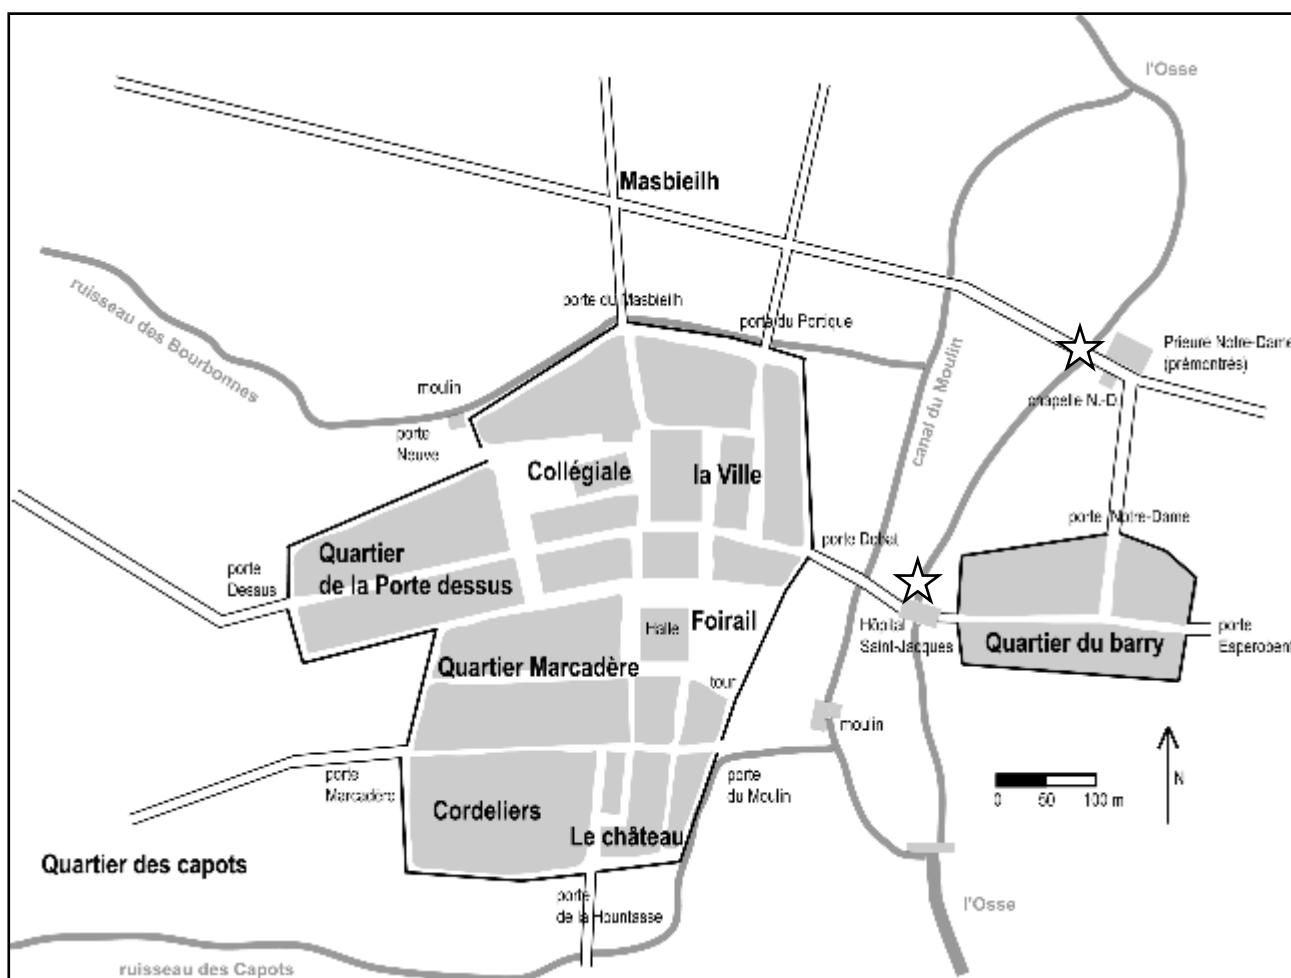 l'Osse
Masbieilh
ruisseau des Bourbonnes
porte du Masbieilh
porte du Portique
Prieuré Notre-Dame
(prémontrés)
moulin
chapelle N.-D
canal du Moulin
porte
Neuve
Collégiale
la Ville
porte Notre-Dame
porte Debat
Quartier
de la Porte dessus
porte
Dessus
Hôpital
Saint-Jacques
Foirail
Halle
Quartier du barry
porte
Esperobent
Quartier Marcadère
tour
moulin
porte
Marcadère
porte
du Moulin
N
0 50 100 m
Cordeliers
Le château
Quartier des capots
porte
de la Hountasse
l'Osse
ruisseau des Capots